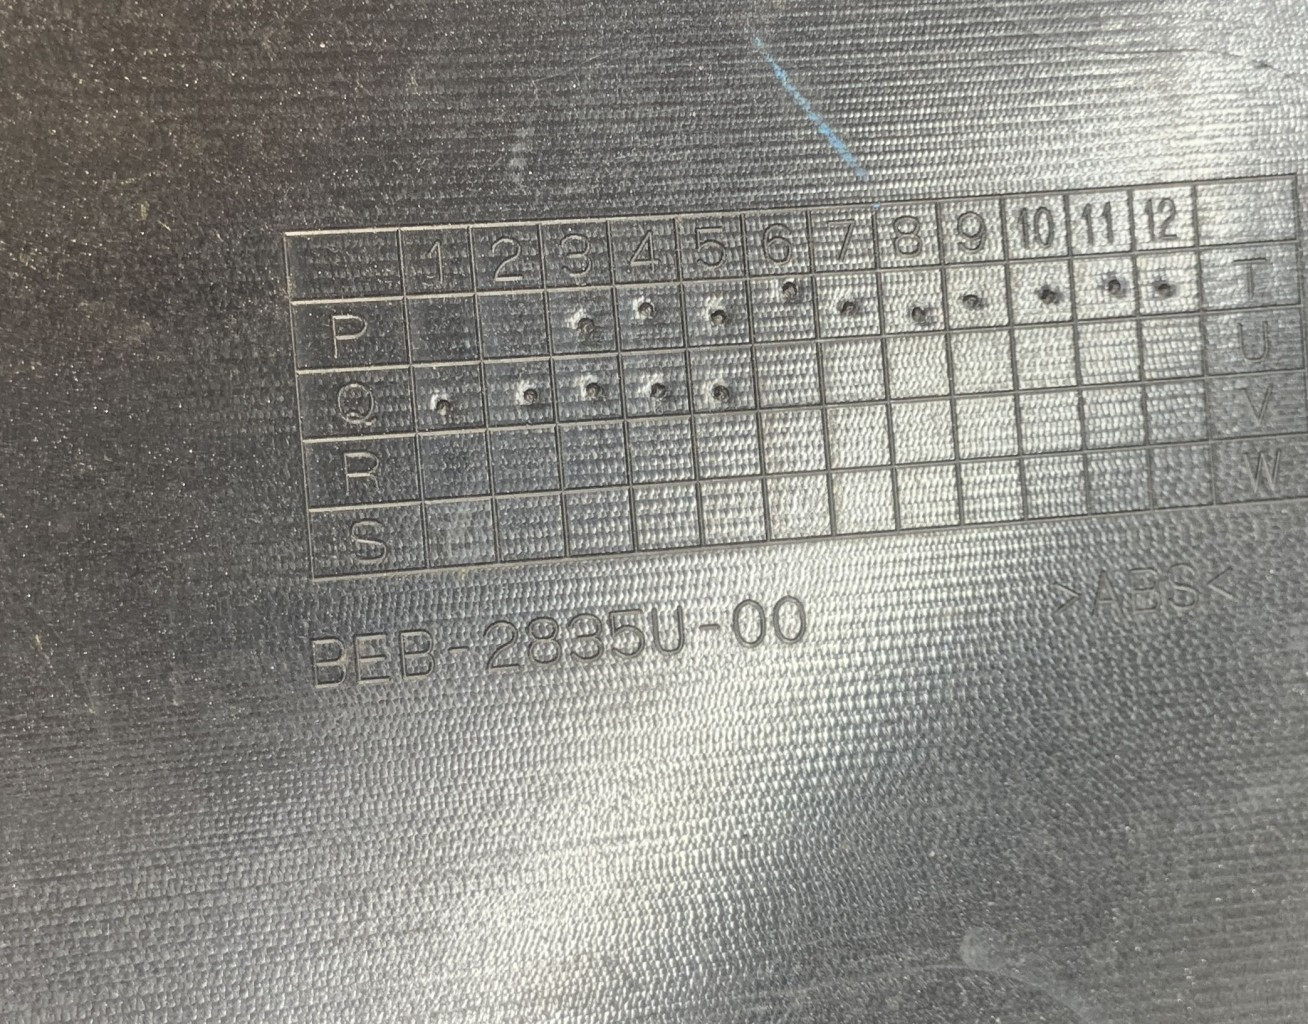 1 2 3 4 5 6 7 8 9 10 11 12
P T
Q U
R V
S W
>ABS<
BEB-2835U-00